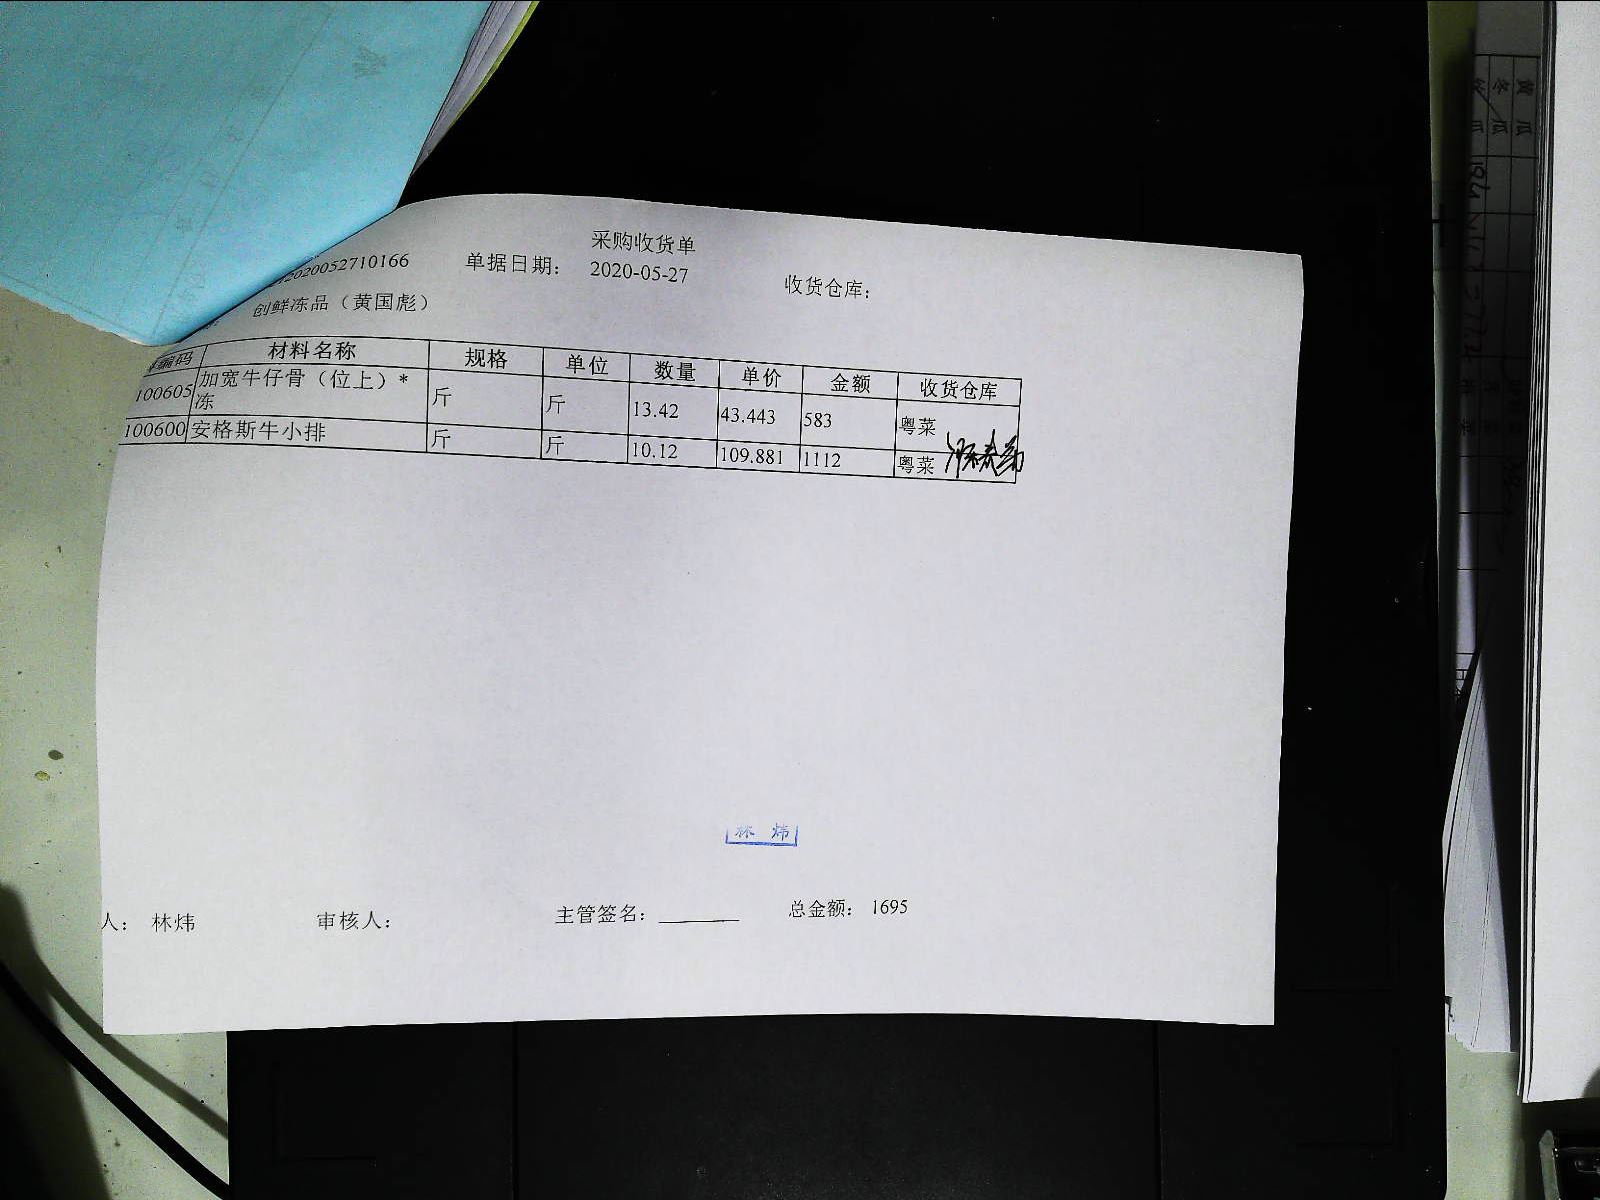 采购收货单
2020052710166 单据日期: 2020-05-27 收货仓库:
创鲜冻品（黄国彪）
编码 材料名称 规格 单位 数量 单价 金额 收货仓库
100605 加宽牛仔骨（位上）*冻 斤 斤 13.42 43.443 583 粤菜
100600 安格斯牛小排 斤 斤 10.12 109.881 1112 粤菜
林 炜
人: 林炜 审核人: 主管签名: 总金额: 1695